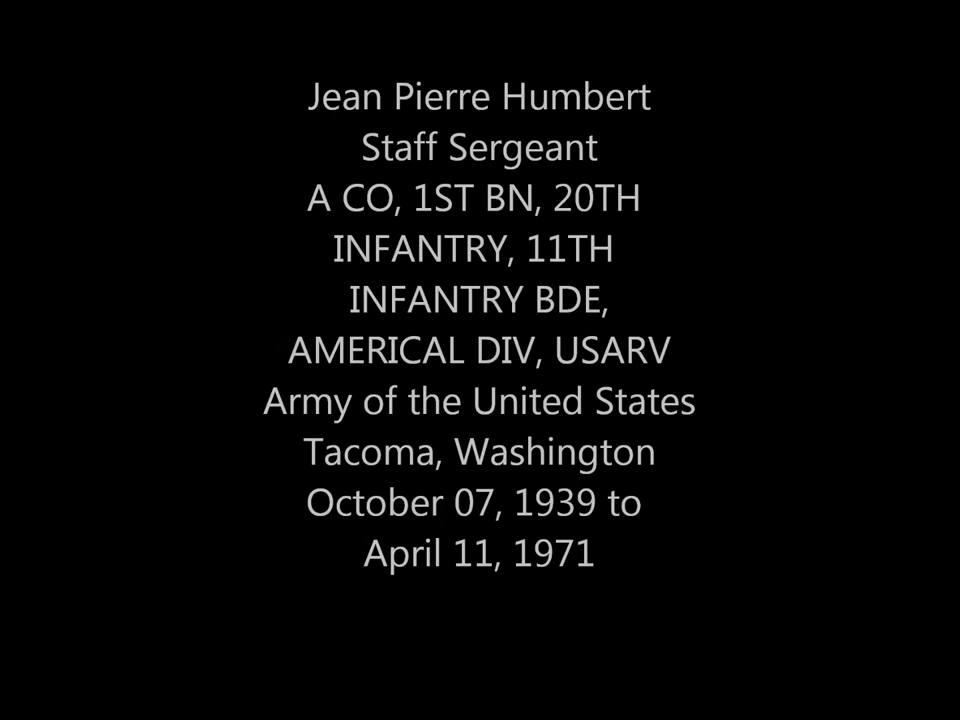 Jean Pierre Humbert
Staff Sergeant
A CO, 1ST BN, 20TH
INFANTRY, 11TH
INFANTRY BDE,
AMERICAL DIV, USARV
Army of the United States
Tacoma, Washington
October 07, 1939 to
April 11, 1971